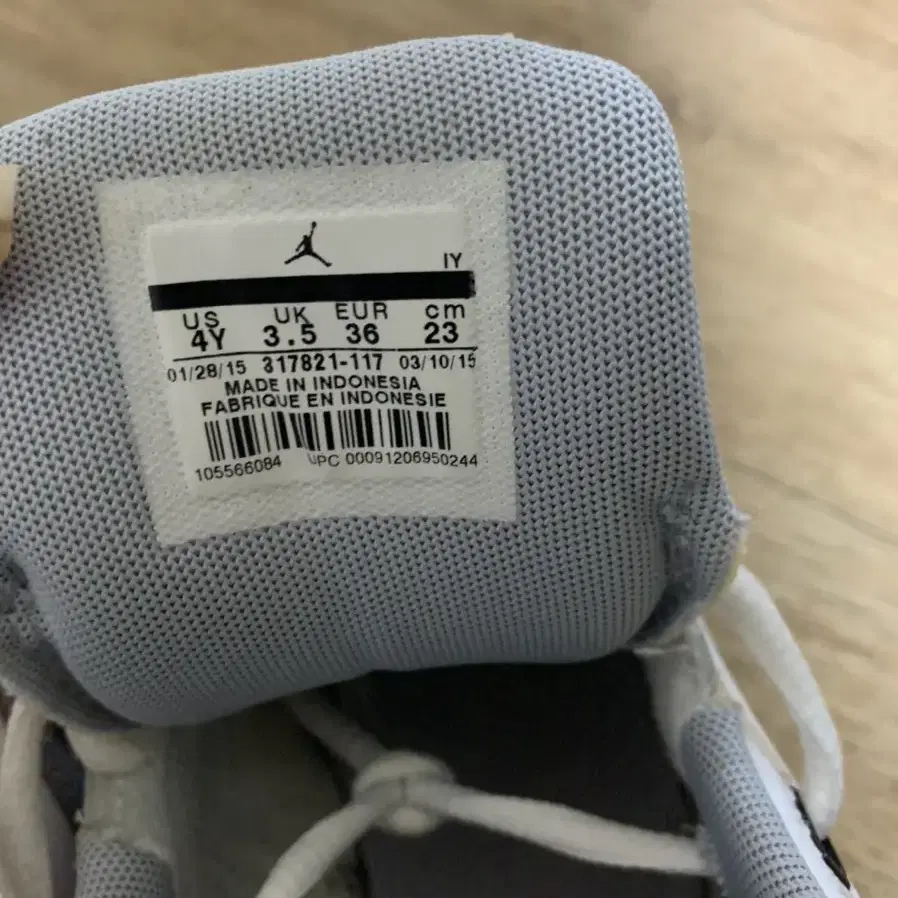 IY
US UK EUR cm
4Y 3.5 36 23
01/28/15 317821-117 03/10/15
MADE IN INDONESIA
FABRIQUE EN INDONESIE
105566084 UPC 00091206950244